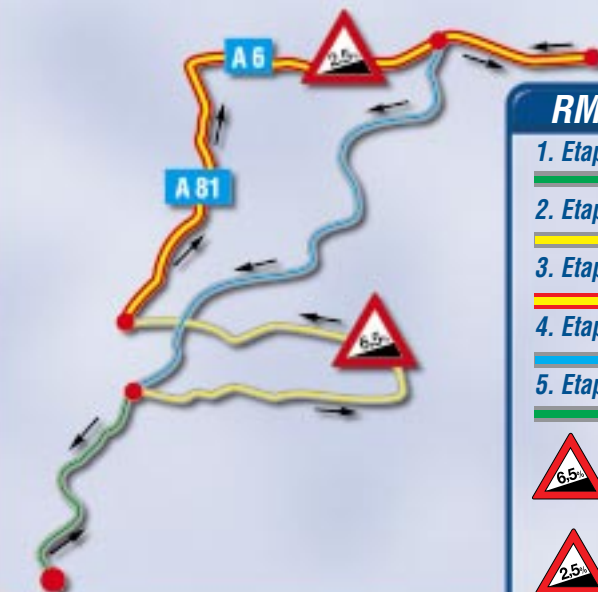 A 6
2,5%
A 81
6,5%
RM
1. Etap
2. Etap
3. Etap
4. Etap
5. Etap
6,5%
2,5%